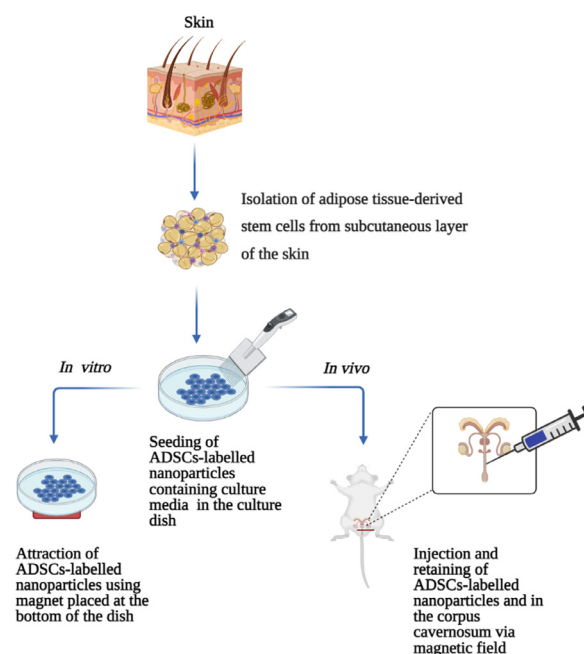 Skin
Isolation of adipose tissue-derived
stem cells from subcutaneous layer
of the skin
In vitro
In vivo
Seeding of
ADSCs-labelled
nanoparticles
containing culture
media in the culture
dish
Attraction of
ADSCs-labelled
nanoparticles using
magnet placed at the
bottom of the dish
Injection and
retaining of
ADSCs-labelled
nanoparticles and in
the corpus
cavernosum via
magnetic field